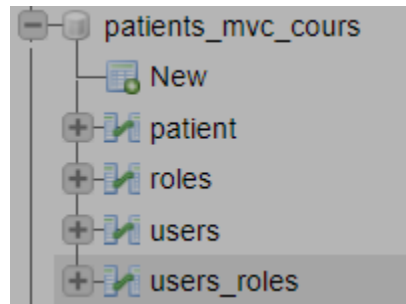 patients_mvc_cours
New
patient
roles
users
users_roles